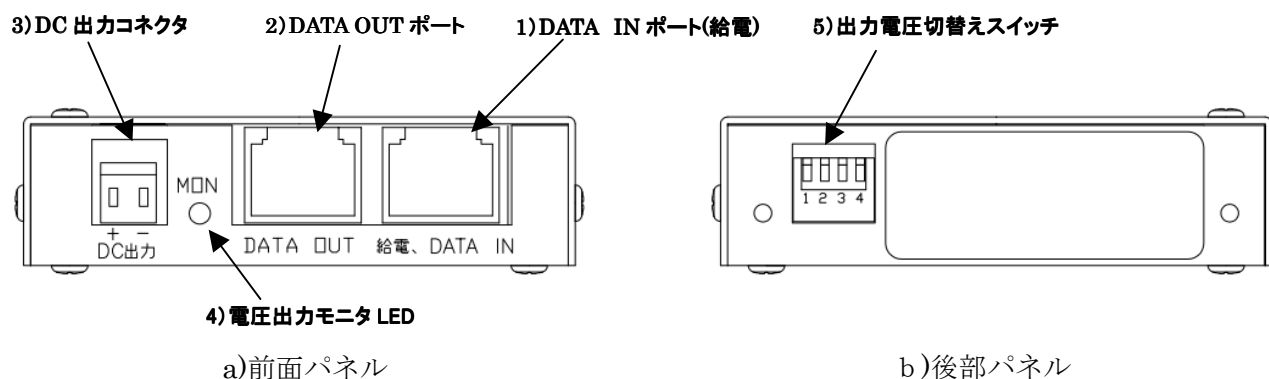 3)DC 出力コネクタ
2)DATA OUT ポート
1)DATA IN ポート(給電)
5)出力電圧切替えスイッチ
MON
+ -
DC出力
DATA OUT
給電、DATA IN
1 2 3 4
4)電圧出力モニタ LED
a)前面パネル
b)後部パネル